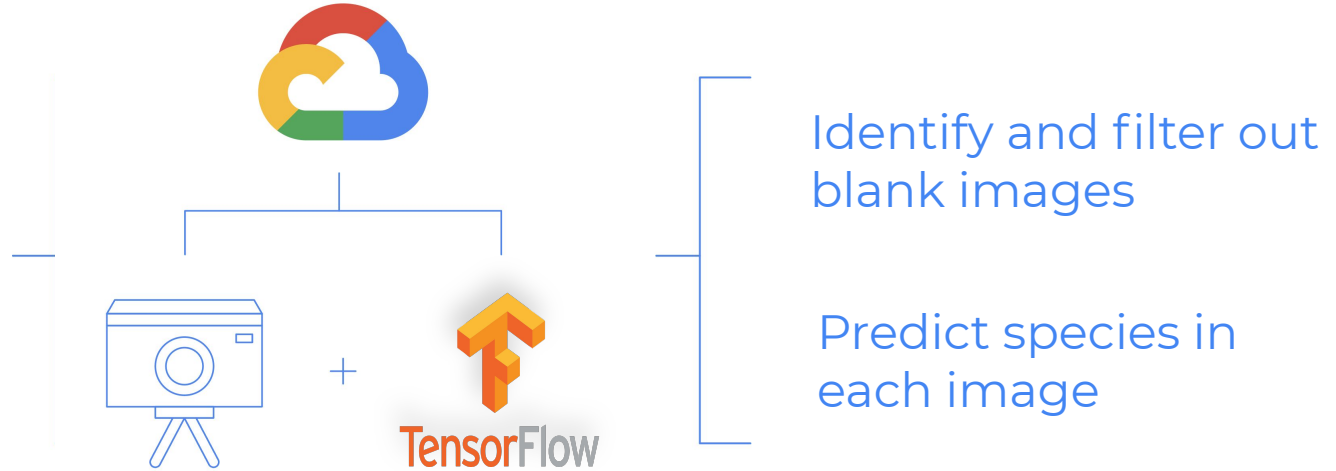 TensorFlow
Identify and filter out
blank images
Predict species in
each image